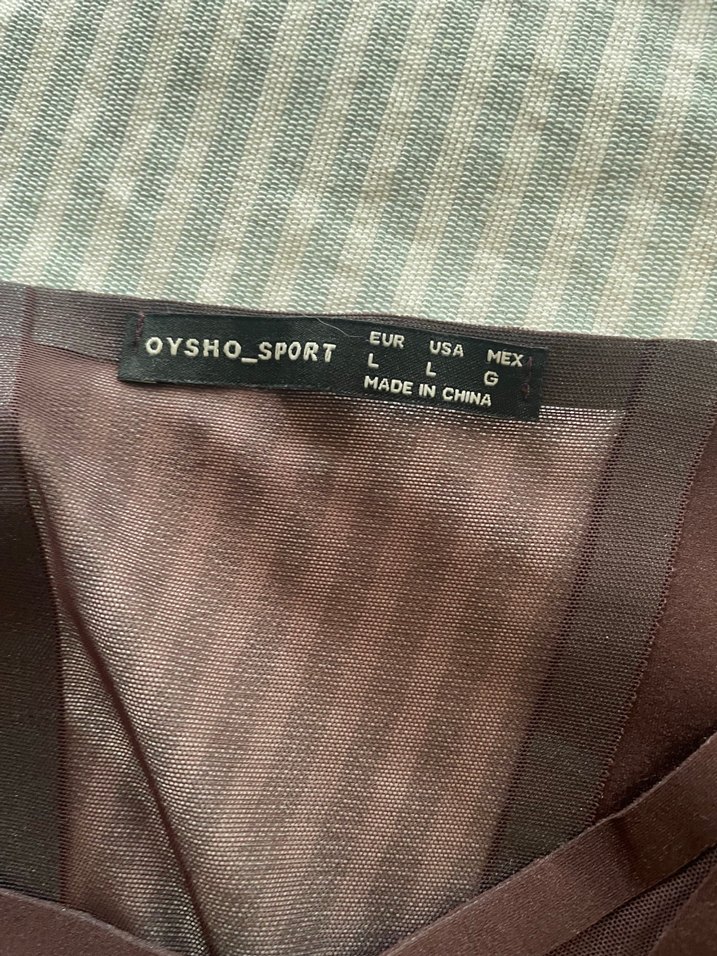 OYSHO_SPORT
EUR USA MEX
L L G
MADE IN CHINA